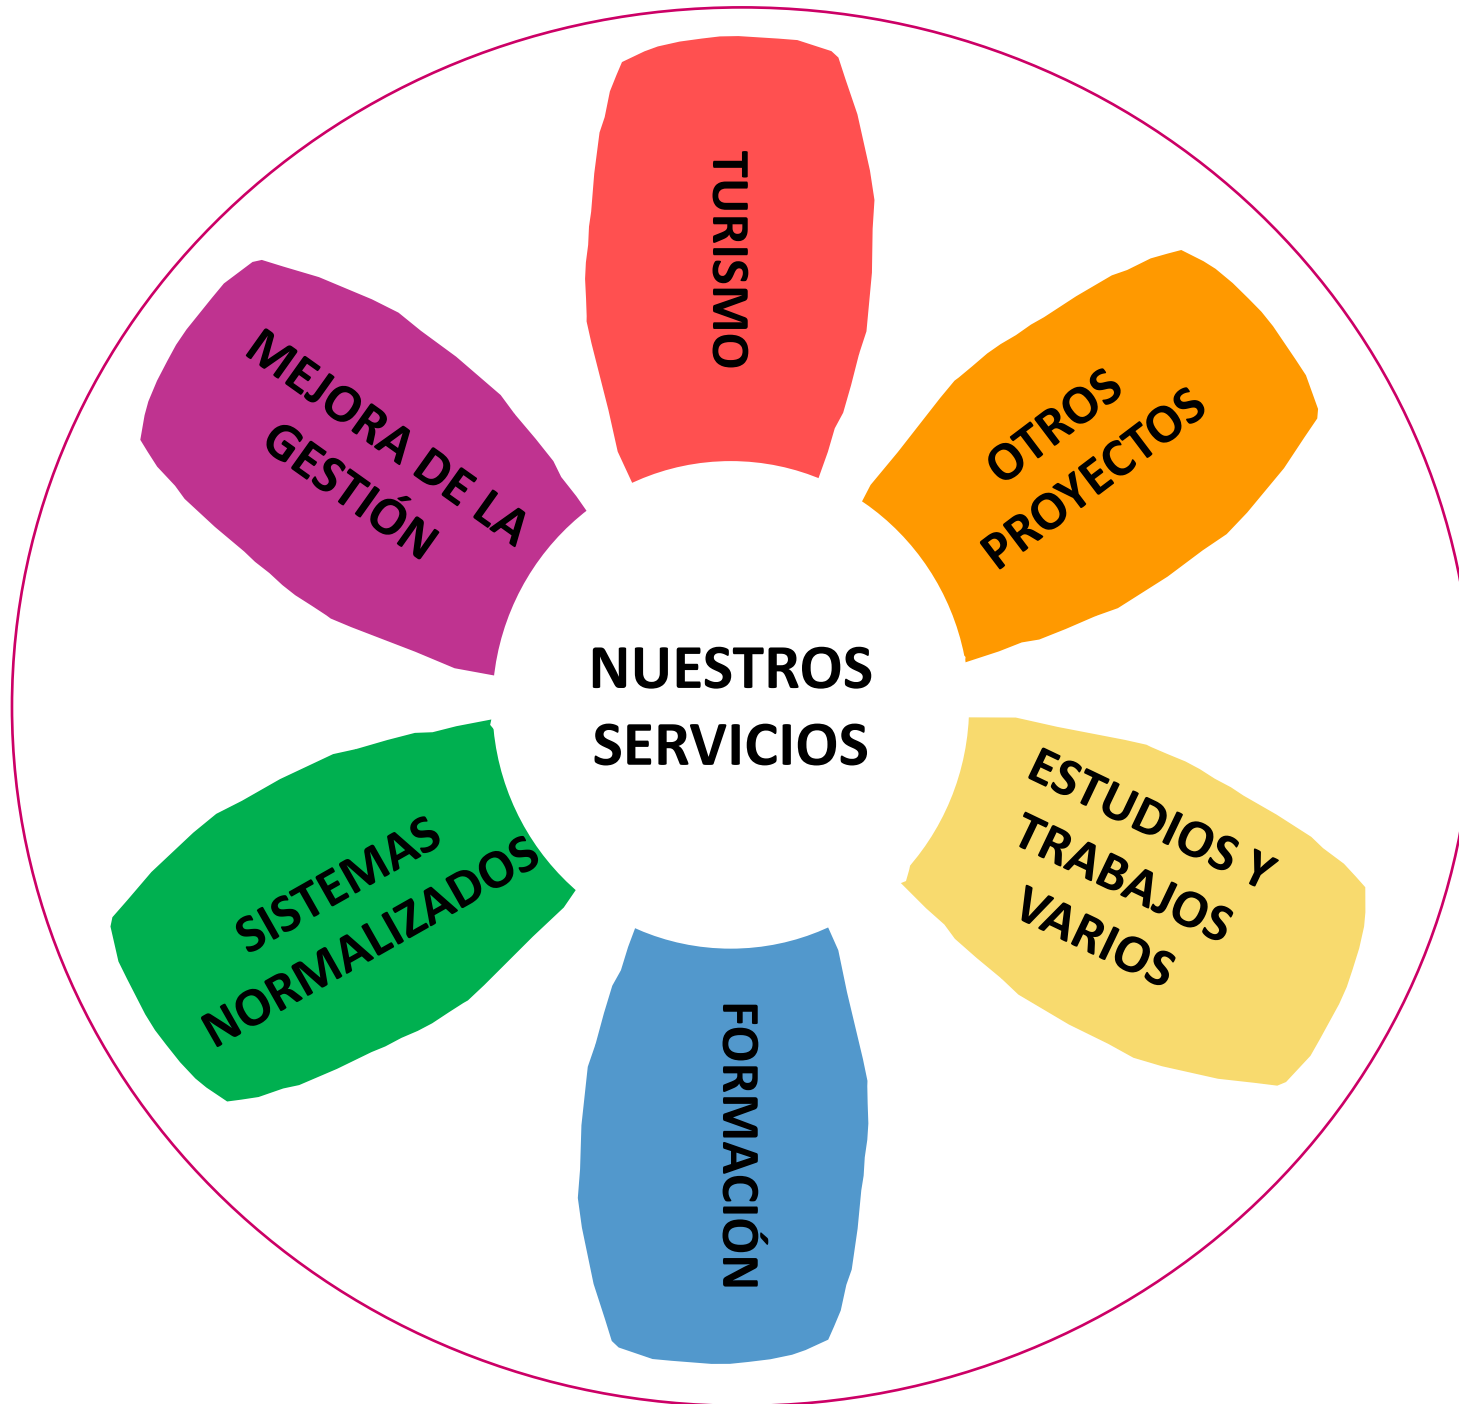 TURISMO
OTROS
PROYECTOS
MEJORA DE LA
GESTIÓN
NUESTROS
SERVICIOS
ESTUDIOS Y
TRABAJOS
VARIOS
SISTEMAS
NORMALIZADOS
FORMACIÓN